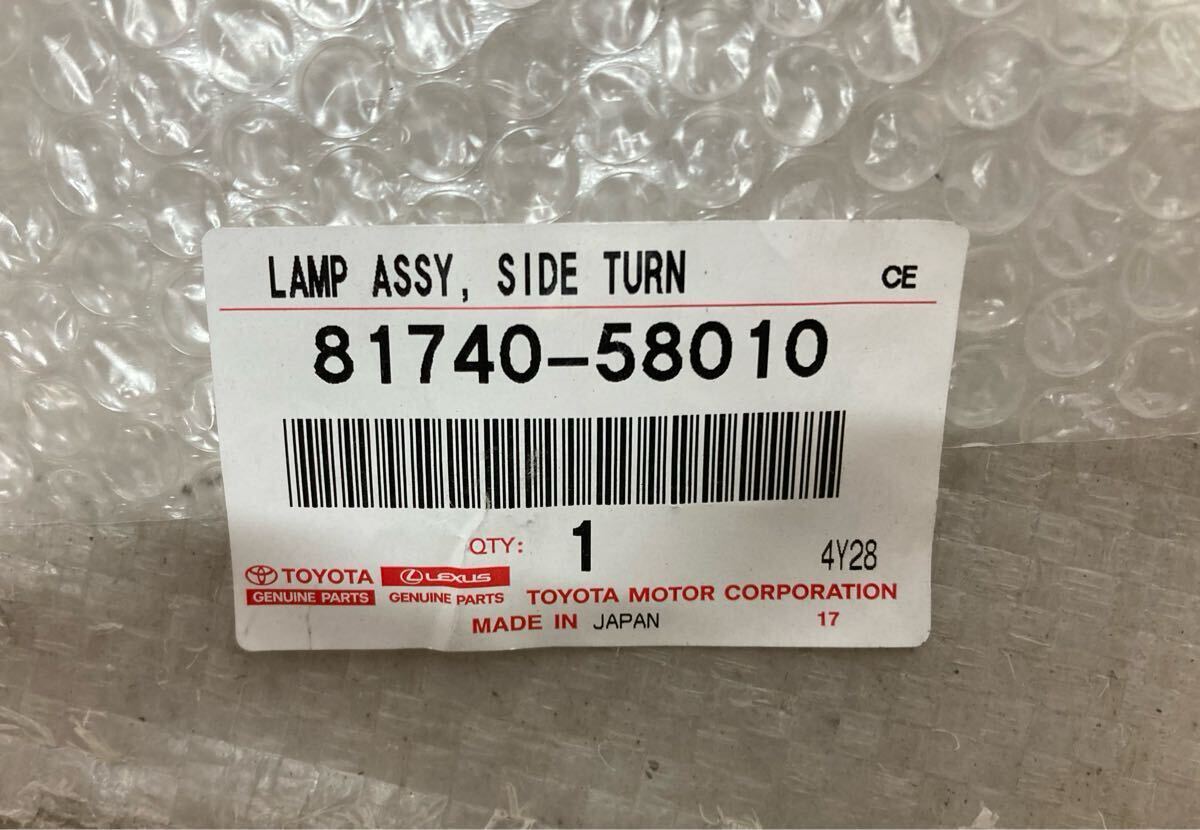 LAMP ASSY, SIDE TURN CE
81740-58010
QTY: 1 4Y28
TOYOTA LEXUS
GENUINE PARTS GENUINE PARTS TOYOTA MOTOR CORPORATION
MADE IN JAPAN 17